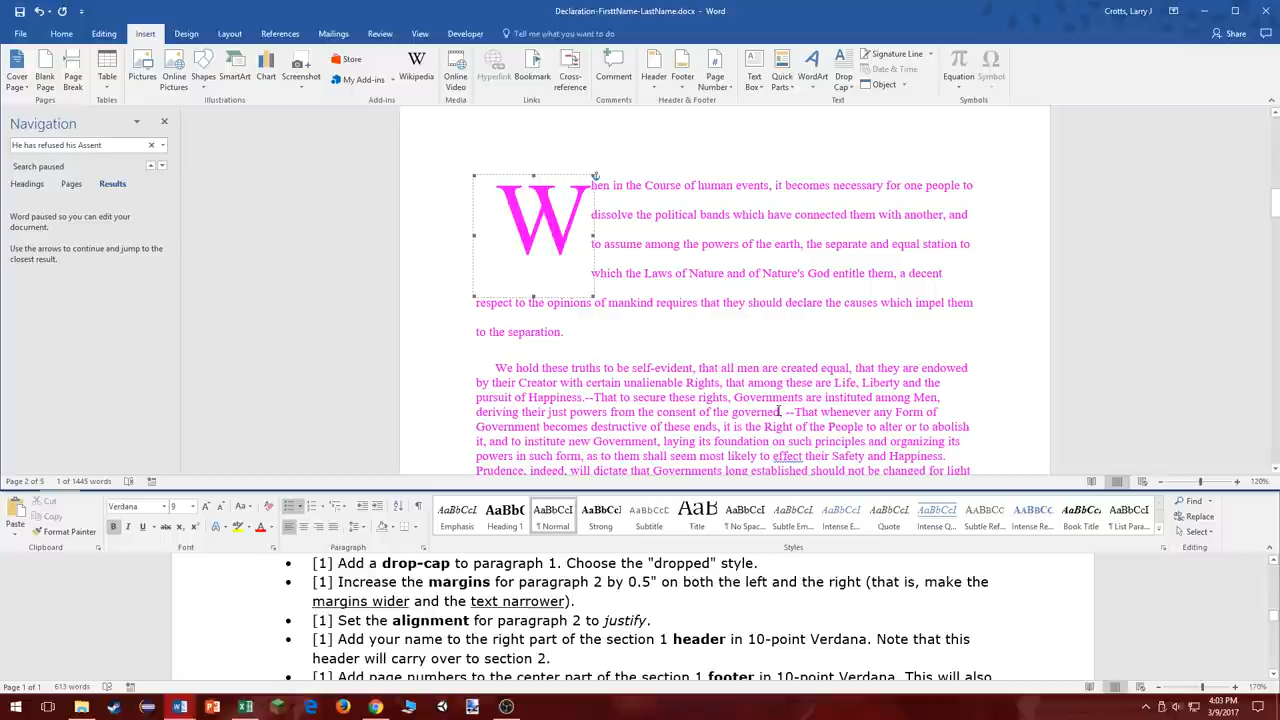 Declaration-
Crotts, Larry J
File Home Insert Design Layout References Mailings Review View Developer Tell me what you want to do
Share
Cover Page Blank Page Page Break Table Pictures Online Pictures Shapes SmartArt Chart Screenshot Store My Add-ins Wikipedia Online Video Hyperlink Bookmark Cross-reference Comment Header Footer Page Number Text Box Quick Parts WordArt Drop Cap Signature Line Date & Time Object Equation Symbol
Pages Tables Illustrations Add-ins Media Links Comments Header & Footer Text Symbols
Navigation
He has refused his Assent
Search paused
Headings Pages Results
Word paused so you can edit your
document.
Use the arrows to continue and jump to the
closest result.
When in the Course of human events, it becomes necessary for one people to
dissolve the political bands which have connected them with another, and
to assume among the powers of the earth, the separate and equal station to
which the Laws of Nature and of Nature's God entitle them, a decent
respect to the opinions of mankind requires that they should declare the causes which impel them
to the separation.
We hold these truths to be self-evident, that all men are created equal, that they are endowed
by their Creator with certain unalienable Rights, that among these are Life, Liberty and the
pursuit of Happiness.--That to secure these rights, Governments are instituted among Men,
deriving their just powers from the consent of the governed, --That whenever any Form of
Government becomes destructive of these ends, it is the Right of the People to alter or to abolish
it, and to institute new Government, laying its foundation on such principles and organizing its
powers in such form, as to them shall seem most likely to effect their Safety and Happiness.
Prudence, indeed, will dictate that Governments long established should not be changed for light
Page 2 of 5 1 of 1445 words 120%
Paste Cut Copy Format Painter Verdana 9 AaBbCcI Emphasis AaBbC Heading 1 AaBbCcI ¶ Normal AaBbCc Strong AaBbCcI Subtitle AaB Title AaBbCcI ¶ No Spac... AaBbCcI Subtle Em... AaBbCcI Intense E... AaBbCcI Quote AaBbCcI Intense Q... AaBbCcI Subtle Ref... AaBbCc Intense Re... AaBbCc Book Title AaBbCcI ¶ List Para... Find Replace Select
Clipboard Font Paragraph Styles Editing
• [1] Add a drop-cap to paragraph 1. Choose the "dropped" style.
• [1] Increase the margins for paragraph 2 by 0.5" on both the left and the right (that is, make the
margins wider and the text narrower).
• [1] Set the alignment for paragraph 2 to justify.
• [1] Add your name to the right part of the section 1 header in 10-point Verdana. Note that this
header will carry over to section 2.
• [1] Add page numbers to the center part of the section 1 footer in 10-point Verdana. This will also
Page 1 of 1 613 words 170%
4:05 PM
3/9/2017